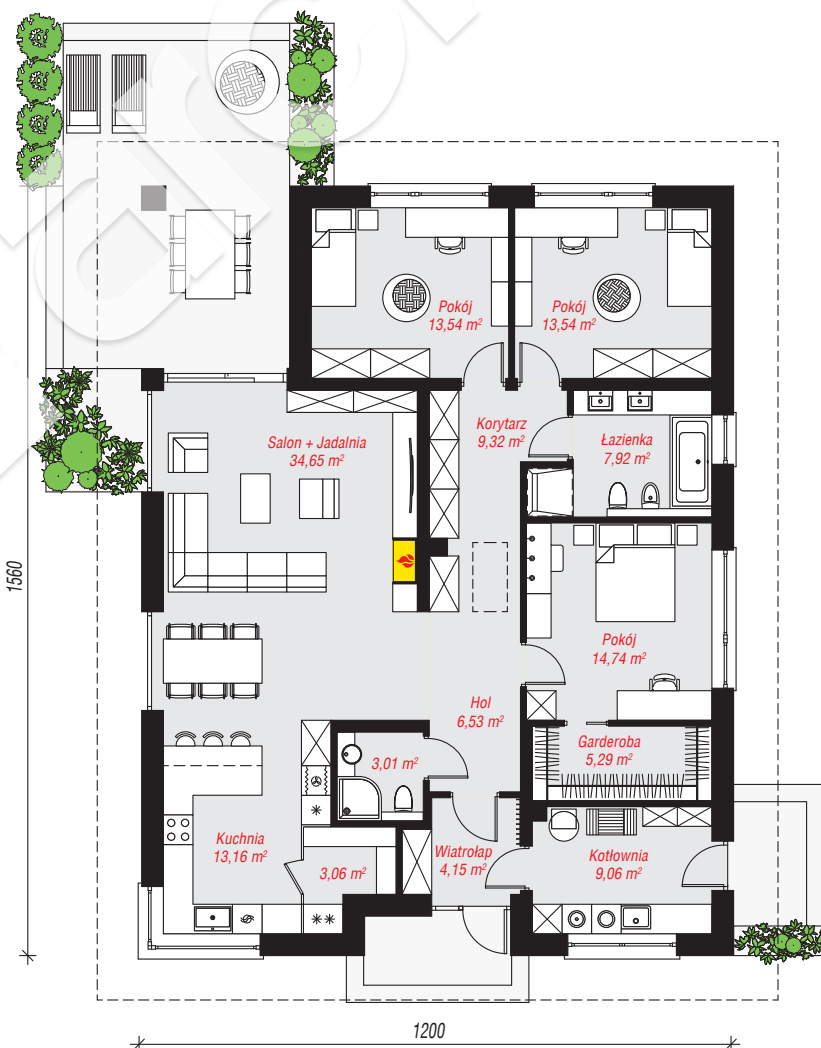 Pokój
13,54 m²
Pokój
13,54 m²
Salon + Jadalnia
34,65 m²
Korytarz
9,32 m²
Łazienka
7,92 m²
1560
Pokój
14,74 m²
Hol
6,53 m²
Garderoba
5,29 m²
3,01 m²
Kuchnia
13,16 m²
3,06 m²
Wiatrołap
4,15 m²
Kotłownia
9,06 m²
1200